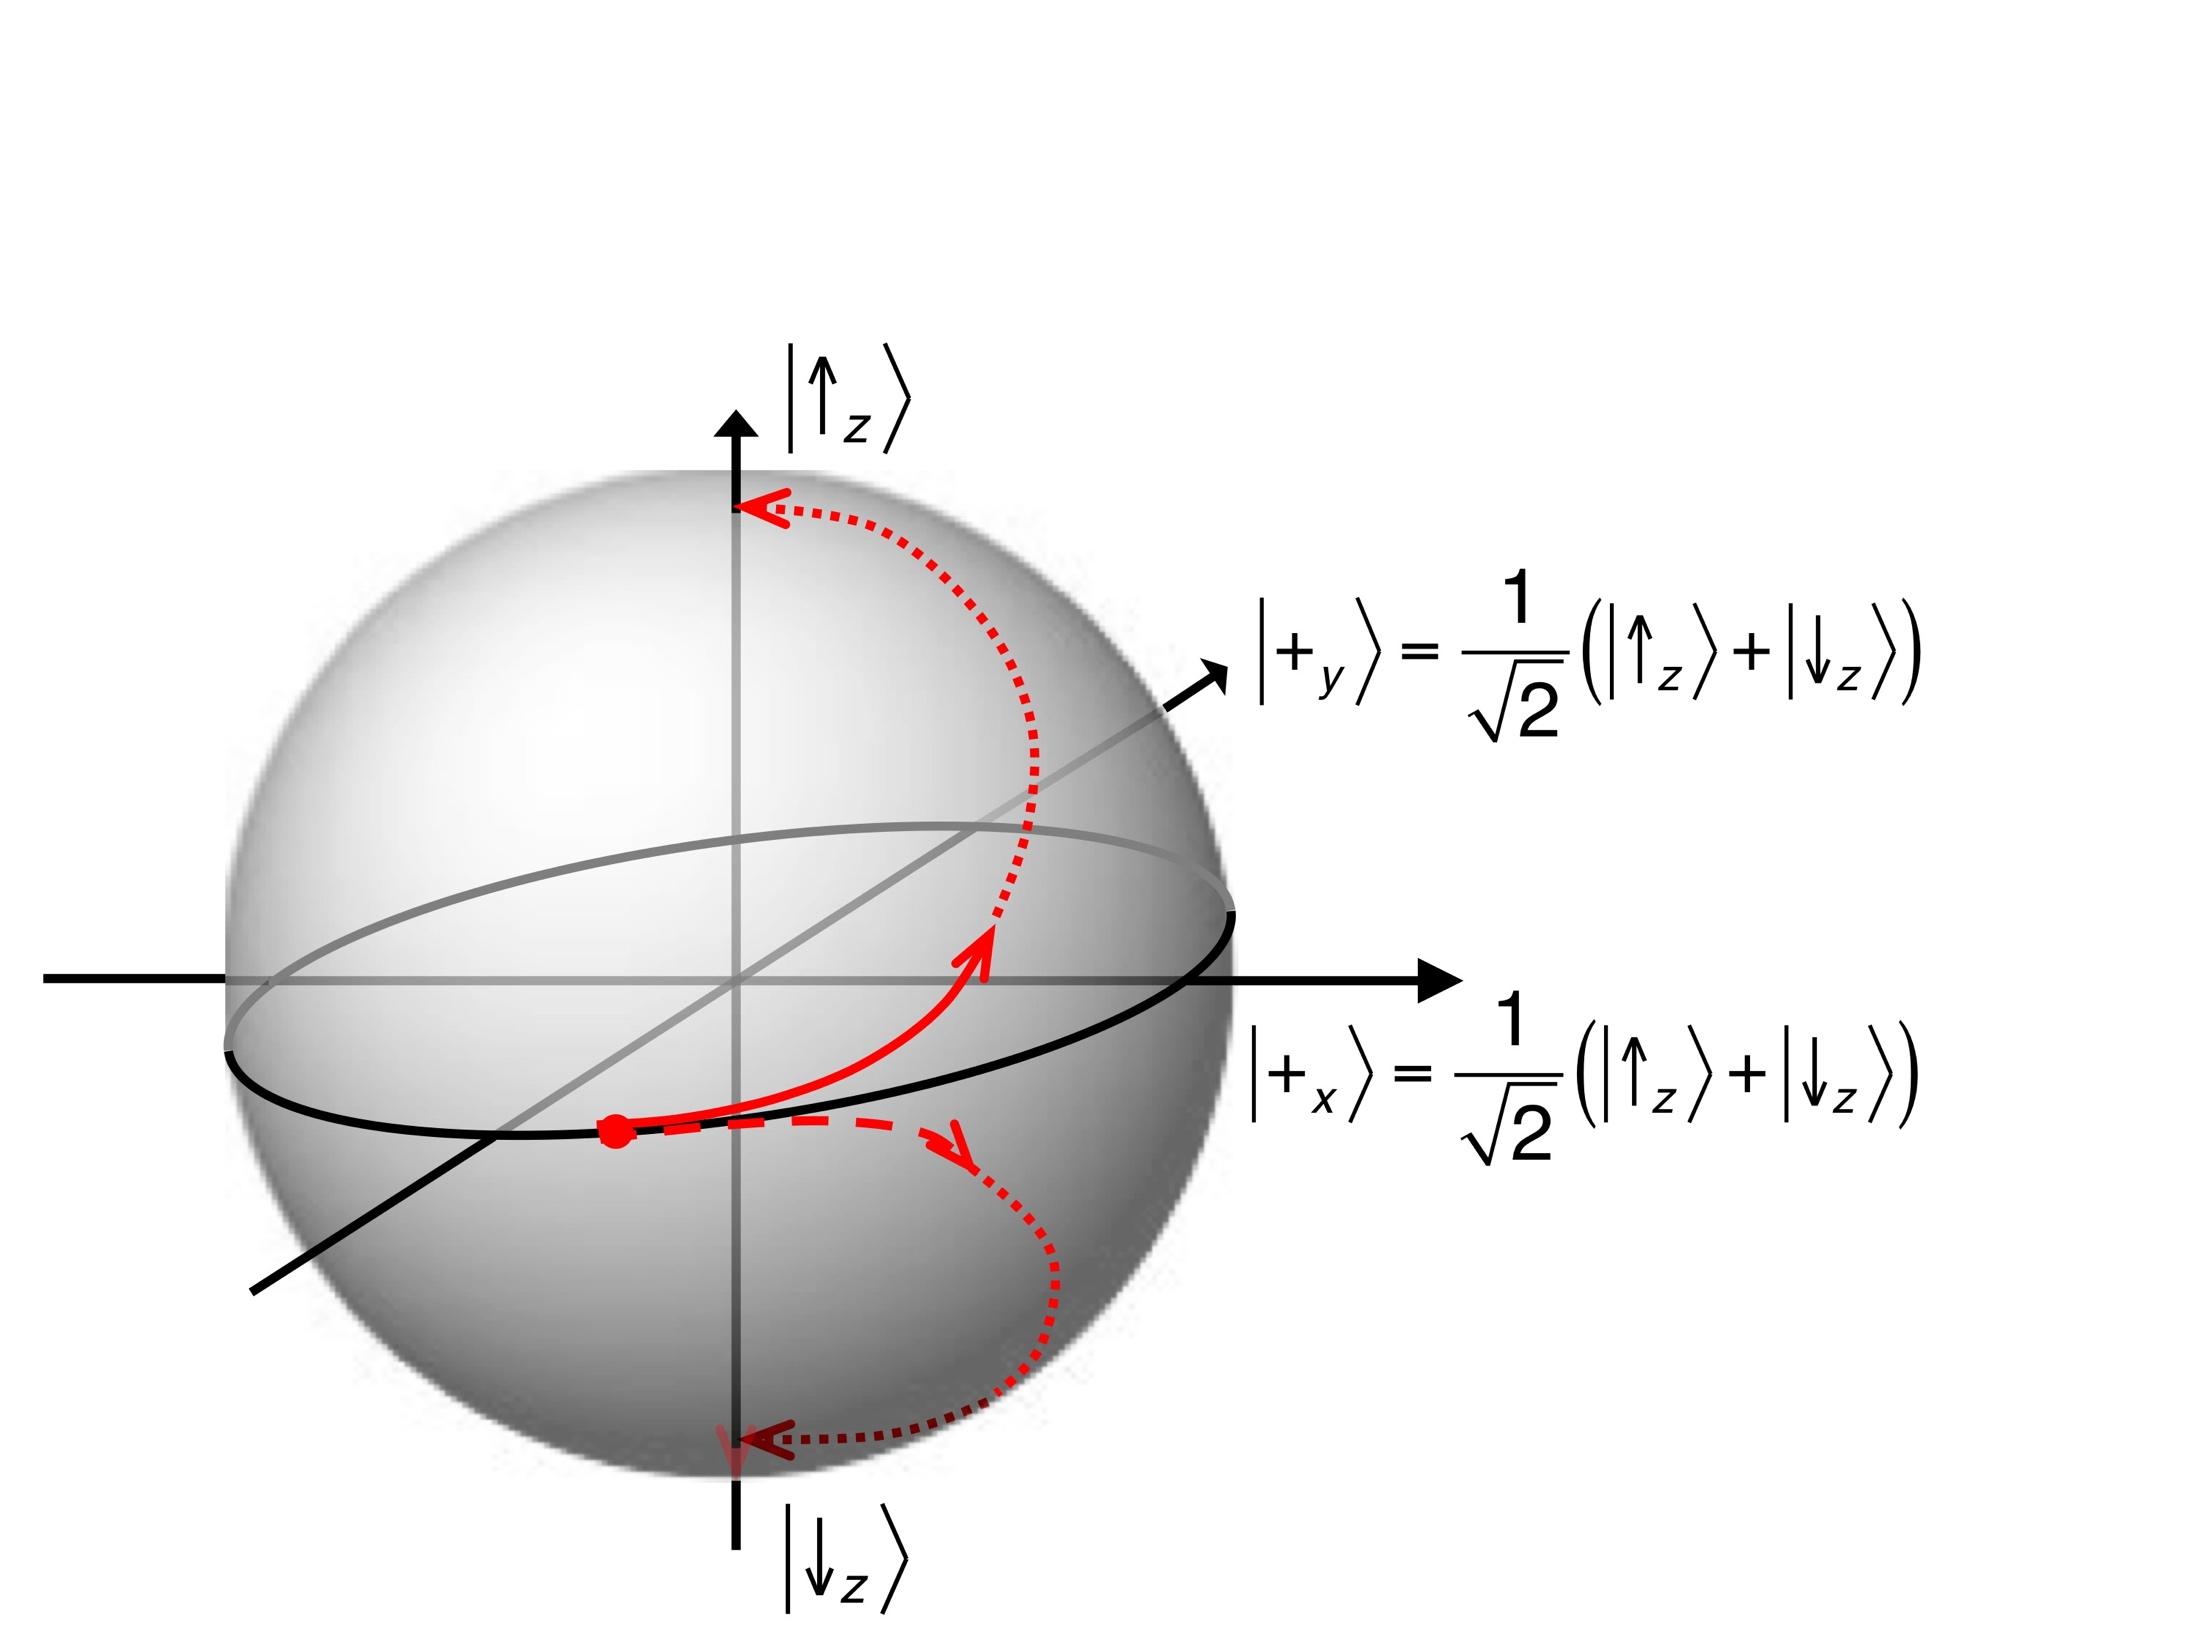 |↑z⟩
|+y⟩ = 1/√2 (|↑z⟩+|↓z⟩)
|+x⟩ = 1/√2 (|↑z⟩+|↓z⟩)
|↓z⟩